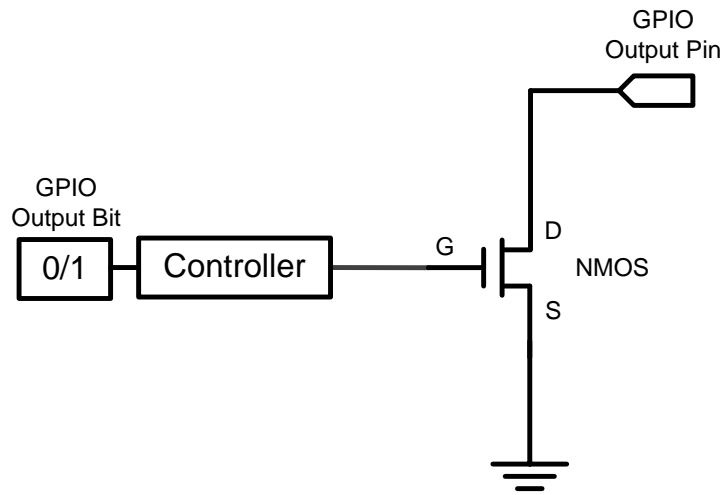 GPIO
Output Pin
GPIO
Output Bit
0/1
Controller
G
D
NMOS
S